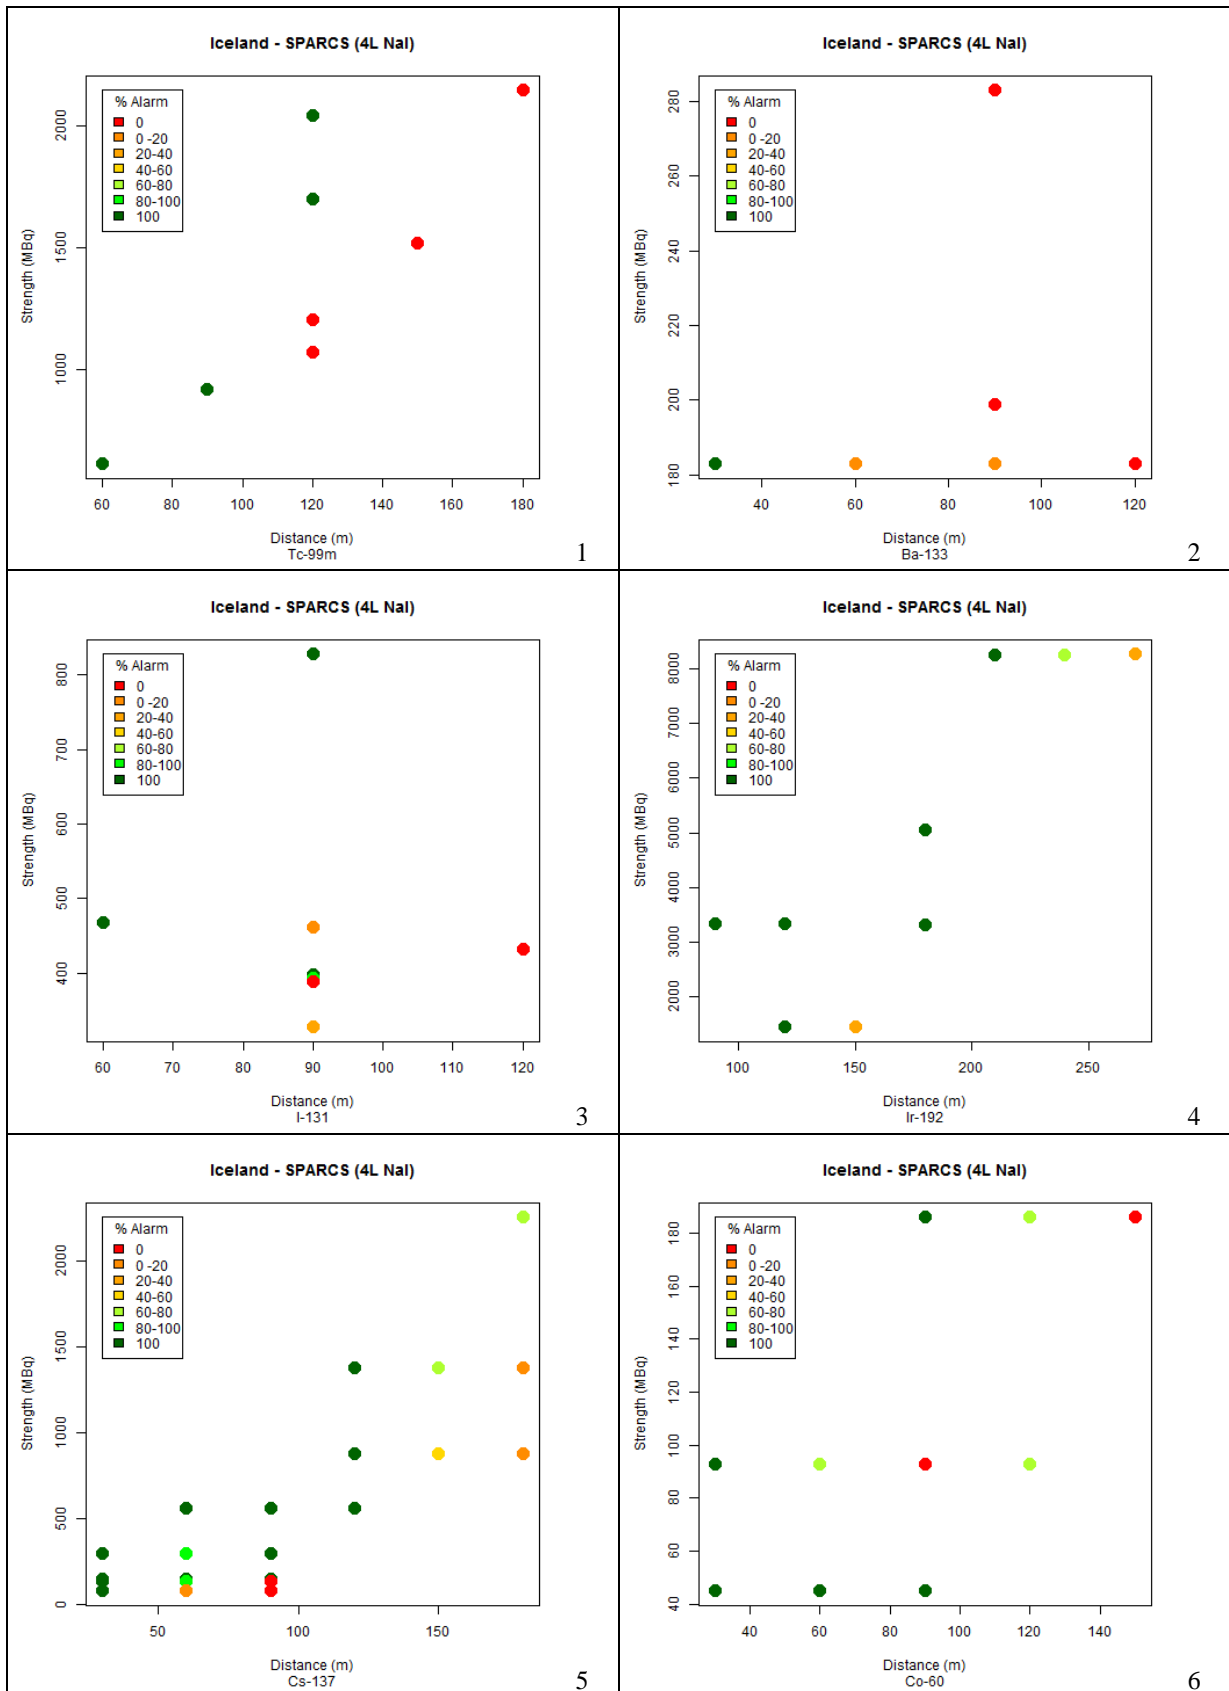 Iceland - SPARCS (4L NaI)
% Alarm
0
0 -20
20-40
40-60
60-80
80-100
100
Strength (MBq)
1000
1500
2000
60 80 100 120 140 160 180
Distance (m)
Tc-99m
1
Iceland - SPARCS (4L NaI)
% Alarm
0
0 -20
20-40
40-60
60-80
80-100
100
Strength (MBq)
180
200
220
240
260
280
40 60 80 100 120
Distance (m)
Ba-133
2
Iceland - SPARCS (4L NaI)
% Alarm
0
0 -20
20-40
40-60
60-80
80-100
100
Strength (MBq)
400
500
600
700
800
60 70 80 90 100 110 120
Distance (m)
I-131
3
Iceland - SPARCS (4L NaI)
% Alarm
0
0 -20
20-40
40-60
60-80
80-100
100
Strength (MBq)
2000
3000
4000
5000
6000
7000
8000
100 150 200 250
Distance (m)
Ir-192
4
Iceland - SPARCS (4L NaI)
% Alarm
0
0 -20
20-40
40-60
60-80
80-100
100
Strength (MBq)
0
500
1000
1500
2000
50 100 150
Distance (m)
Cs-137
5
Iceland - SPARCS (4L NaI)
% Alarm
0
0 -20
20-40
40-60
60-80
80-100
100
Strength (MBq)
40
60
80
100
120
140
160
180
40 60 80 100 120 140
Distance (m)
Co-60
6